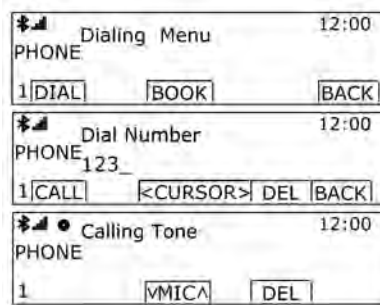 Dialing Menu 12:00
PHONE
1 DIAL BOOK BACK
Dial Number 12:00
PHONE
123_
1 CALL <CURSOR> DEL BACK
Calling Tone 12:00
PHONE
1 VMICΛ DEL